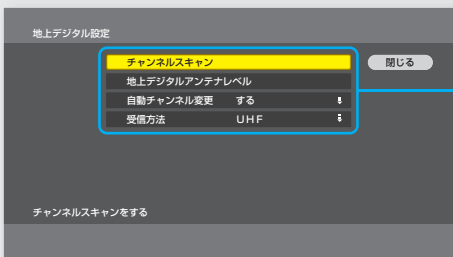 地上デジタル設定
チャンネルスキャン
閉じる
地上デジタルアンテナレベル
自動チャンネル変更 する
受信方法 UHF
チャンネルスキャンをする